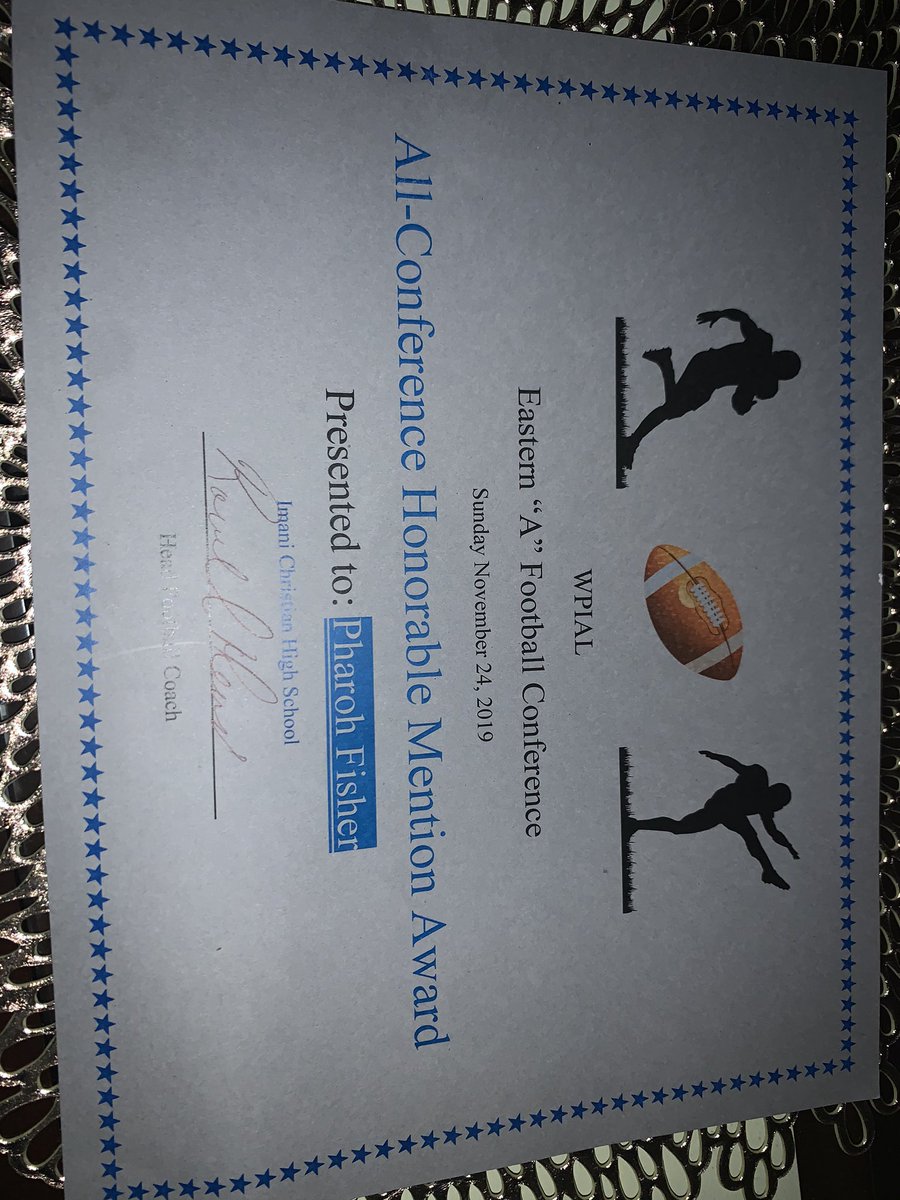 WPIAL
Eastern “A” Football Conference
Sunday November 24, 2019
All-Conference Honorable Mention Award
Presented to: Pharoh Fisher
Imani Christian High School
Head Football Coach